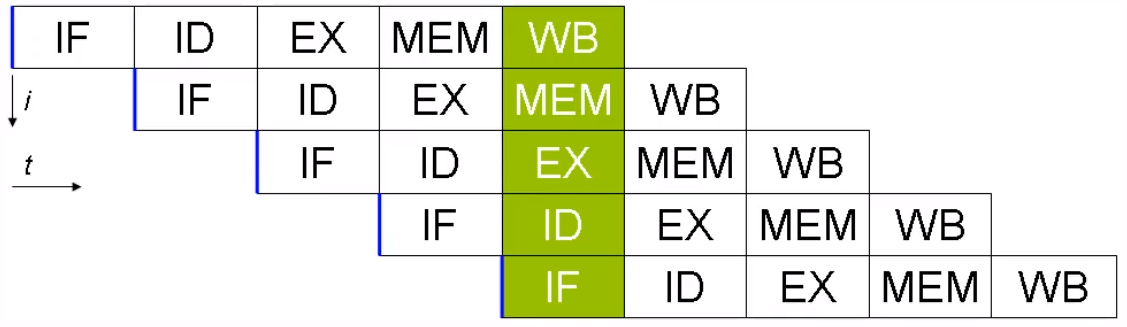 IF ID EX MEM WB
i IF ID EX MEM WB
t IF ID EX MEM WB
IF ID EX MEM WB
IF ID EX MEM WB